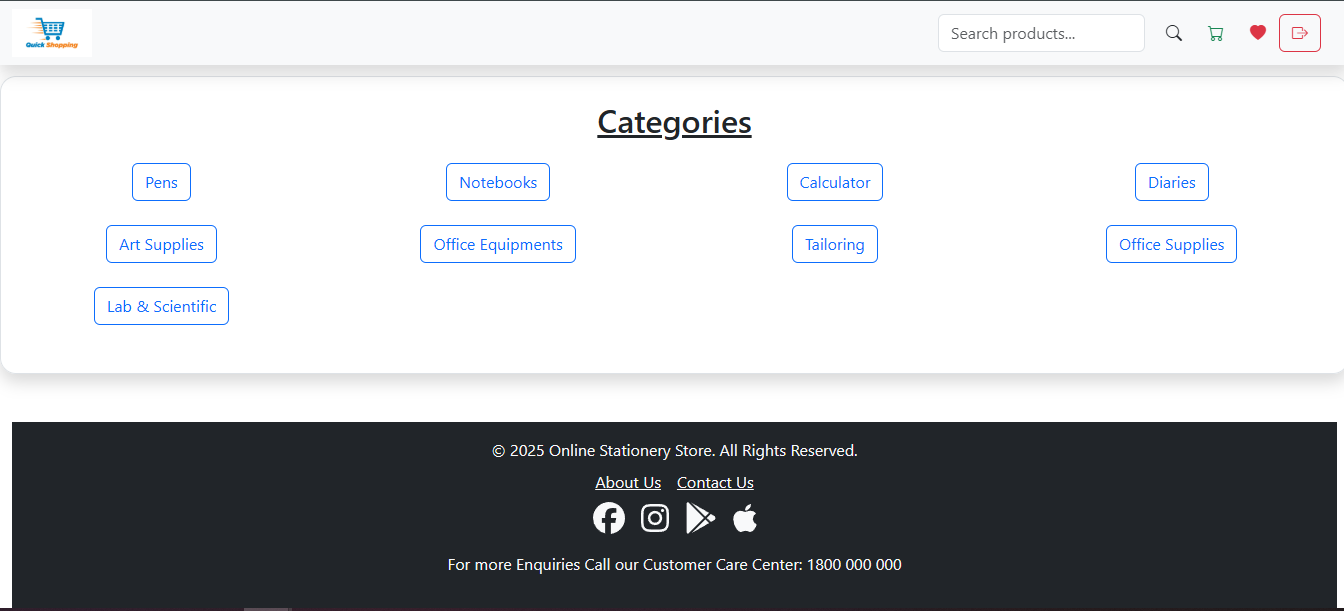 Quick Shopping
Search products...
Categories
Pens
Notebooks
Calculator
Diaries
Art Supplies
Office Equipments
Tailoring
Office Supplies
Lab & Scientific
© 2025 Online Stationery Store. All Rights Reserved.
About Us Contact Us
For more Enquiries Call our Customer Care Center: 1800 000 000